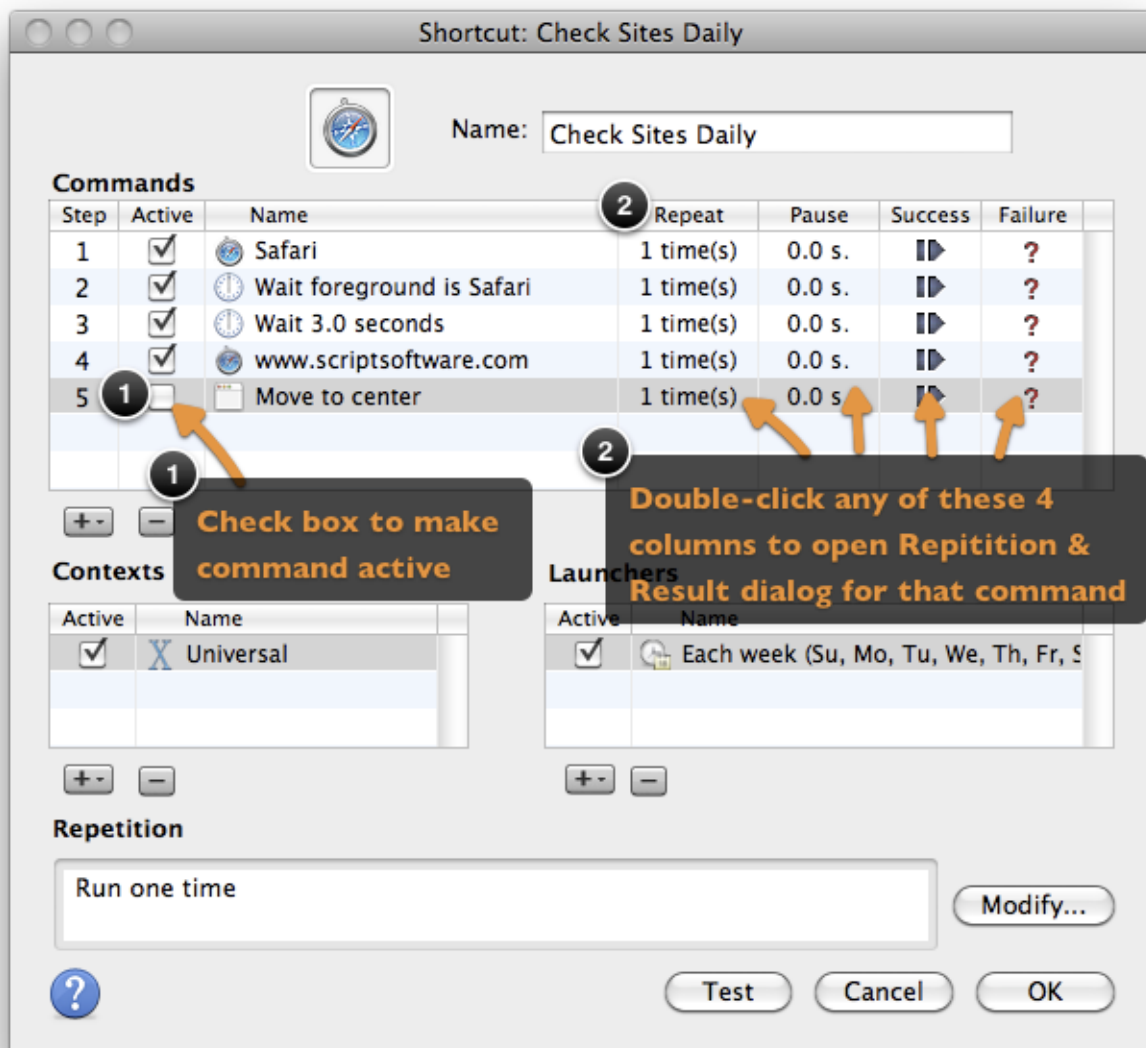 Shortcut: Check Sites Daily
Name: Check Sites Daily
Commands
Step Active Name 2 Repeat Pause Success Failure
1 Safari 1 time(s) 0.0 s. ?
2 Wait foreground is Safari 1 time(s) 0.0 s. ?
3 Wait 3.0 seconds 1 time(s) 0.0 s. ?
4 www.scriptsoftware.com 1 time(s) 0.0 s. ?
5 1 Move to center 1 time(s) 0.0 s ?
1
Check box to make
command active
2
Double-click any of these 4
columns to open Repitition &
Result dialog for that command
Contexts
Active Name
Universal
Launchers
Active Name
Each week (Su, Mo, Tu, We, Th, Fr, S
Repetition
Run one time
Modify...
? Test Cancel OK